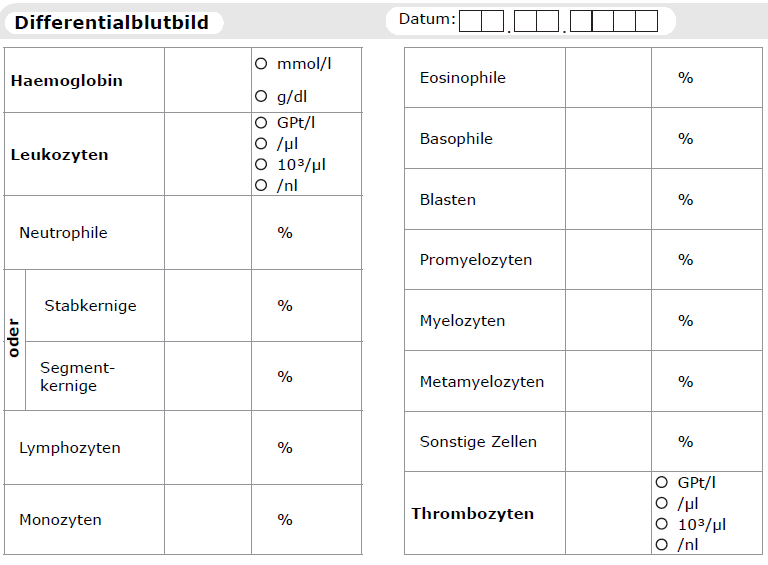 Differentialblutbild
Datum: . .
Haemoglobin
mmol/l
g/dl
Leukozyten
GPt/l
/µl
10³/µl
/nl
Neutrophile %
oder
Stabkernige %
Segment-
kernige %
Lymphozyten %
Monozyten %
Eosinophile %
Basophile %
Blasten %
Promyelozyten %
Myelozyten %
Metamyelozyten %
Sonstige Zellen %
Thrombozyten
GPt/l
/µl
10³/µl
/nl